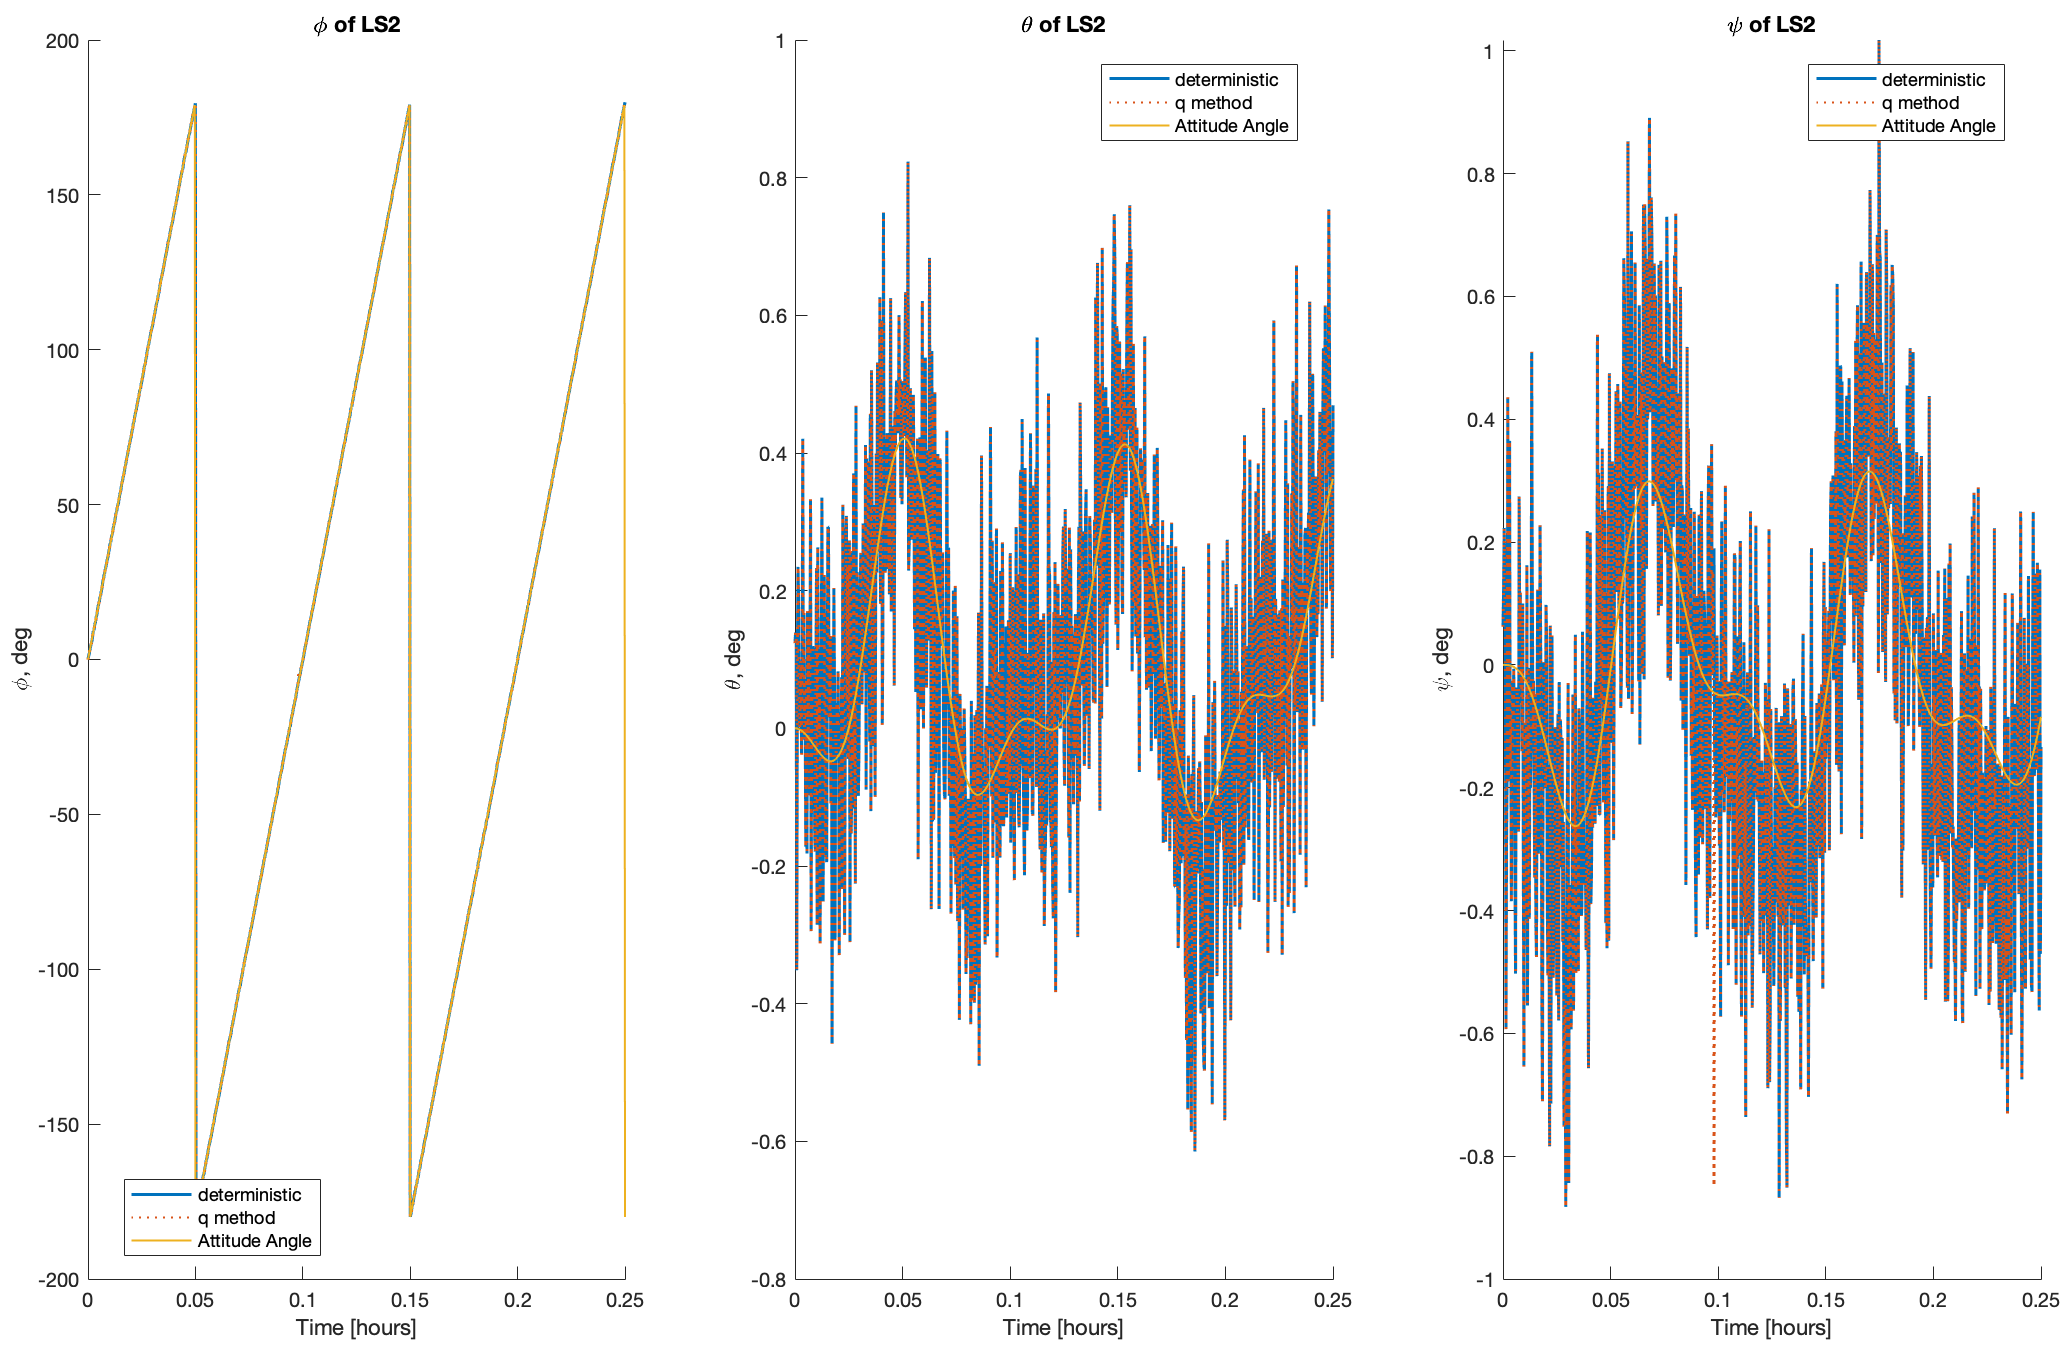 ϕ of LS2
200
150
100
50
0
-50
-100
-150
-200
ϕ, deg
0
0.05
0.1
0.15
0.2
0.25
Time [hours]
deterministic
q method
Attitude Angle
θ of LS2
1
0.8
0.6
0.4
0.2
0
-0.2
-0.4
-0.6
-0.8
θ, deg
0
0.05
0.1
0.15
0.2
0.25
Time [hours]
deterministic
q method
Attitude Angle
ψ of LS2
1
0.8
0.6
0.4
0.2
0
-0.2
-0.4
-0.6
-0.8
-1
ψ, deg
0
0.05
0.1
0.15
0.2
0.25
Time [hours]
deterministic
q method
Attitude Angle